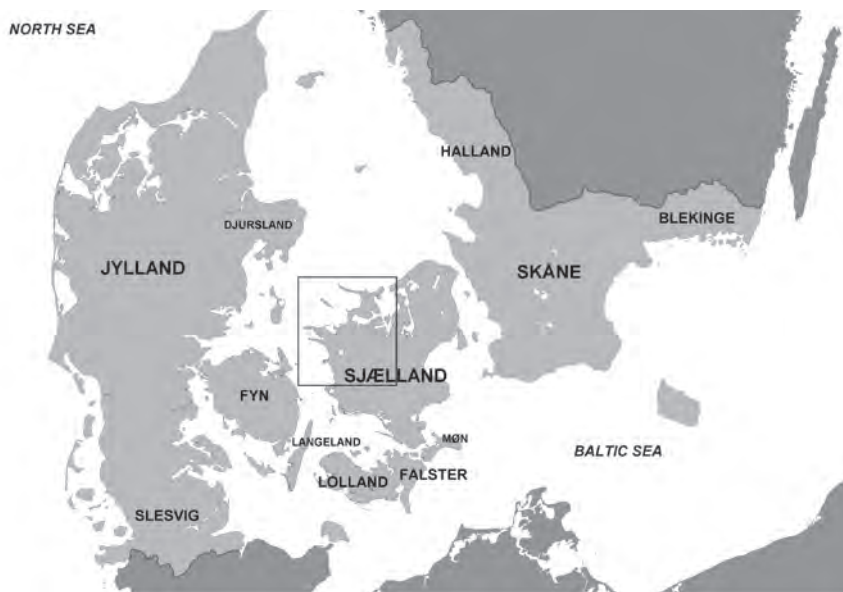 NORTH SEA
HALLAND
BLEKINGE
DJURSLAND
JYLLAND
SKÅNE
SJÆLLAND
FYN
LANGELAND
MØN
BALTIC SEA
LOLLAND
FALSTER
SLESVIG